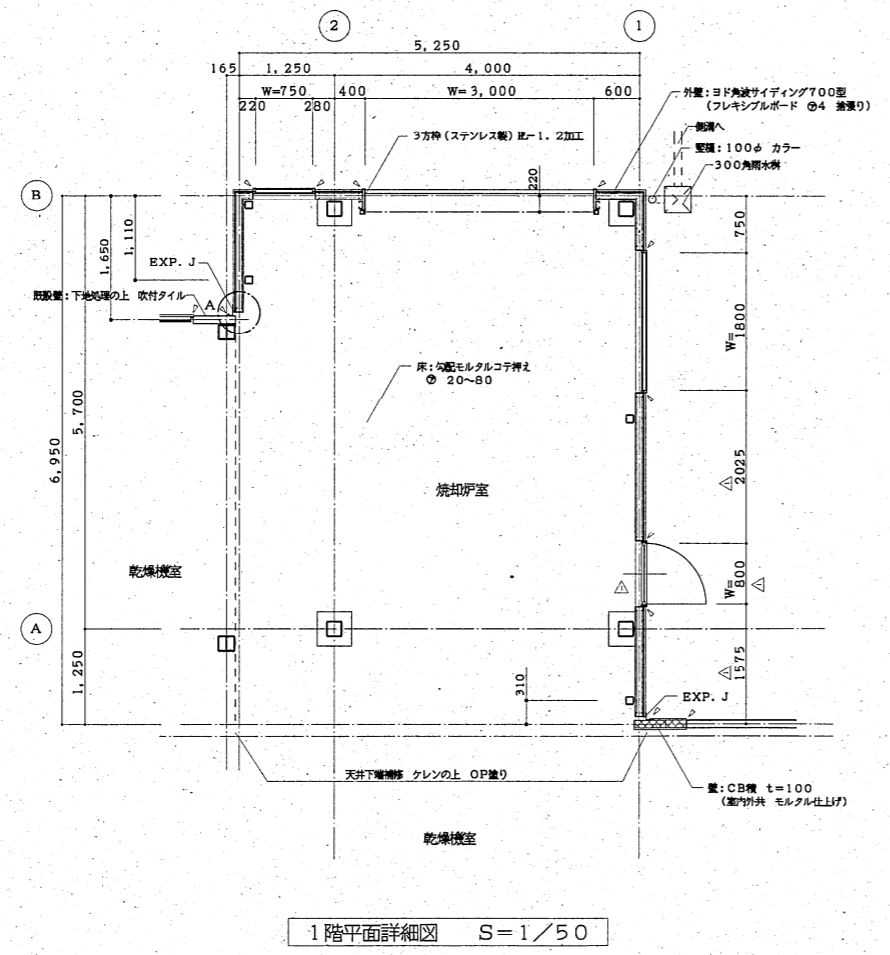 2
1
5,250
165
1,250
4,000
W=750
400
W=3,000
600
220
280
外壁:ヨド角波サイディング700型
(フレキシブルボード ㋐4 捨張り)
側溝へ
竪樋:100φ カラー
300角雨水桝
3方枠(ステンレス製)HL-1.2加工
220
B
750
1,110
1,650
EXP.J
既設壁:下地処理の上 吹付タイル
A
W=1800
床:勾配モルタルコテ押え
㋐ 20~80
5,700
6,950
2025
焼却炉室
乾燥機室
W=800
A
1,250
1575
310
EXP.J
天井下端補修 ケレンの上 OP塗り
壁:CB積 t=100
(室内外共 モルタル仕上げ)
乾燥機室
1階平面詳細図 S=1/50